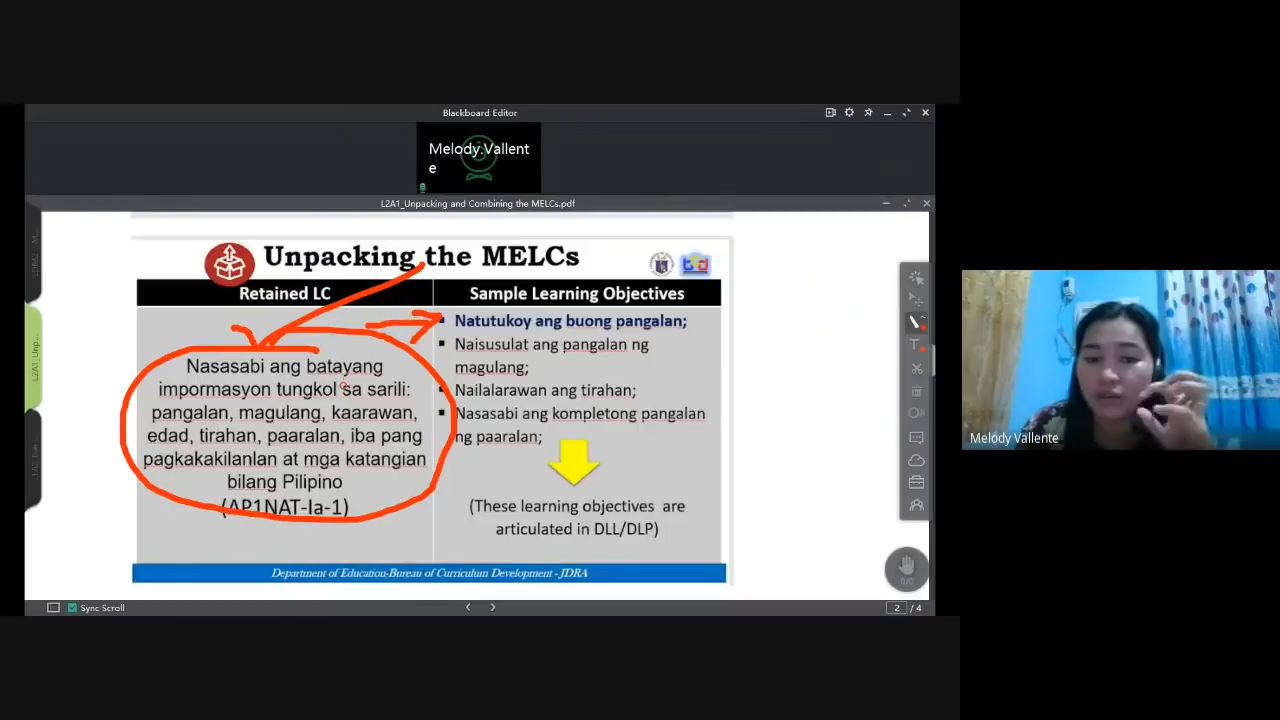 Blackboard Editor
Melody.Vallent
e
L2A1_Unpacking and Combining the MELCs.pdf
Unpacking the MELCs
Retained LC
Sample Learning Objectives
Nasasabi ang batayang
impormasyon tungkol sa sarili:
pangalan, magulang, kaarawan,
edad, tirahan, paaralan, iba pang
pagkakakilanlan at mga katangian
bilang Pilipino
(AP1NAT-Ia-1)
▪ Natutukoy ang buong pangalan;
▪ Naisusulat ang pangalan ng
magulang;
▪ Nailalarawan ang tirahan;
▪ Nasasabi ang kompletong pangalan
ng paaralan;
(These learning objectives are
articulated in DLL/DLP)
Department of Education-Bureau of Curriculum Development - JDRA
0/0
Sync Scroll
2 / 4
Melody Vallente